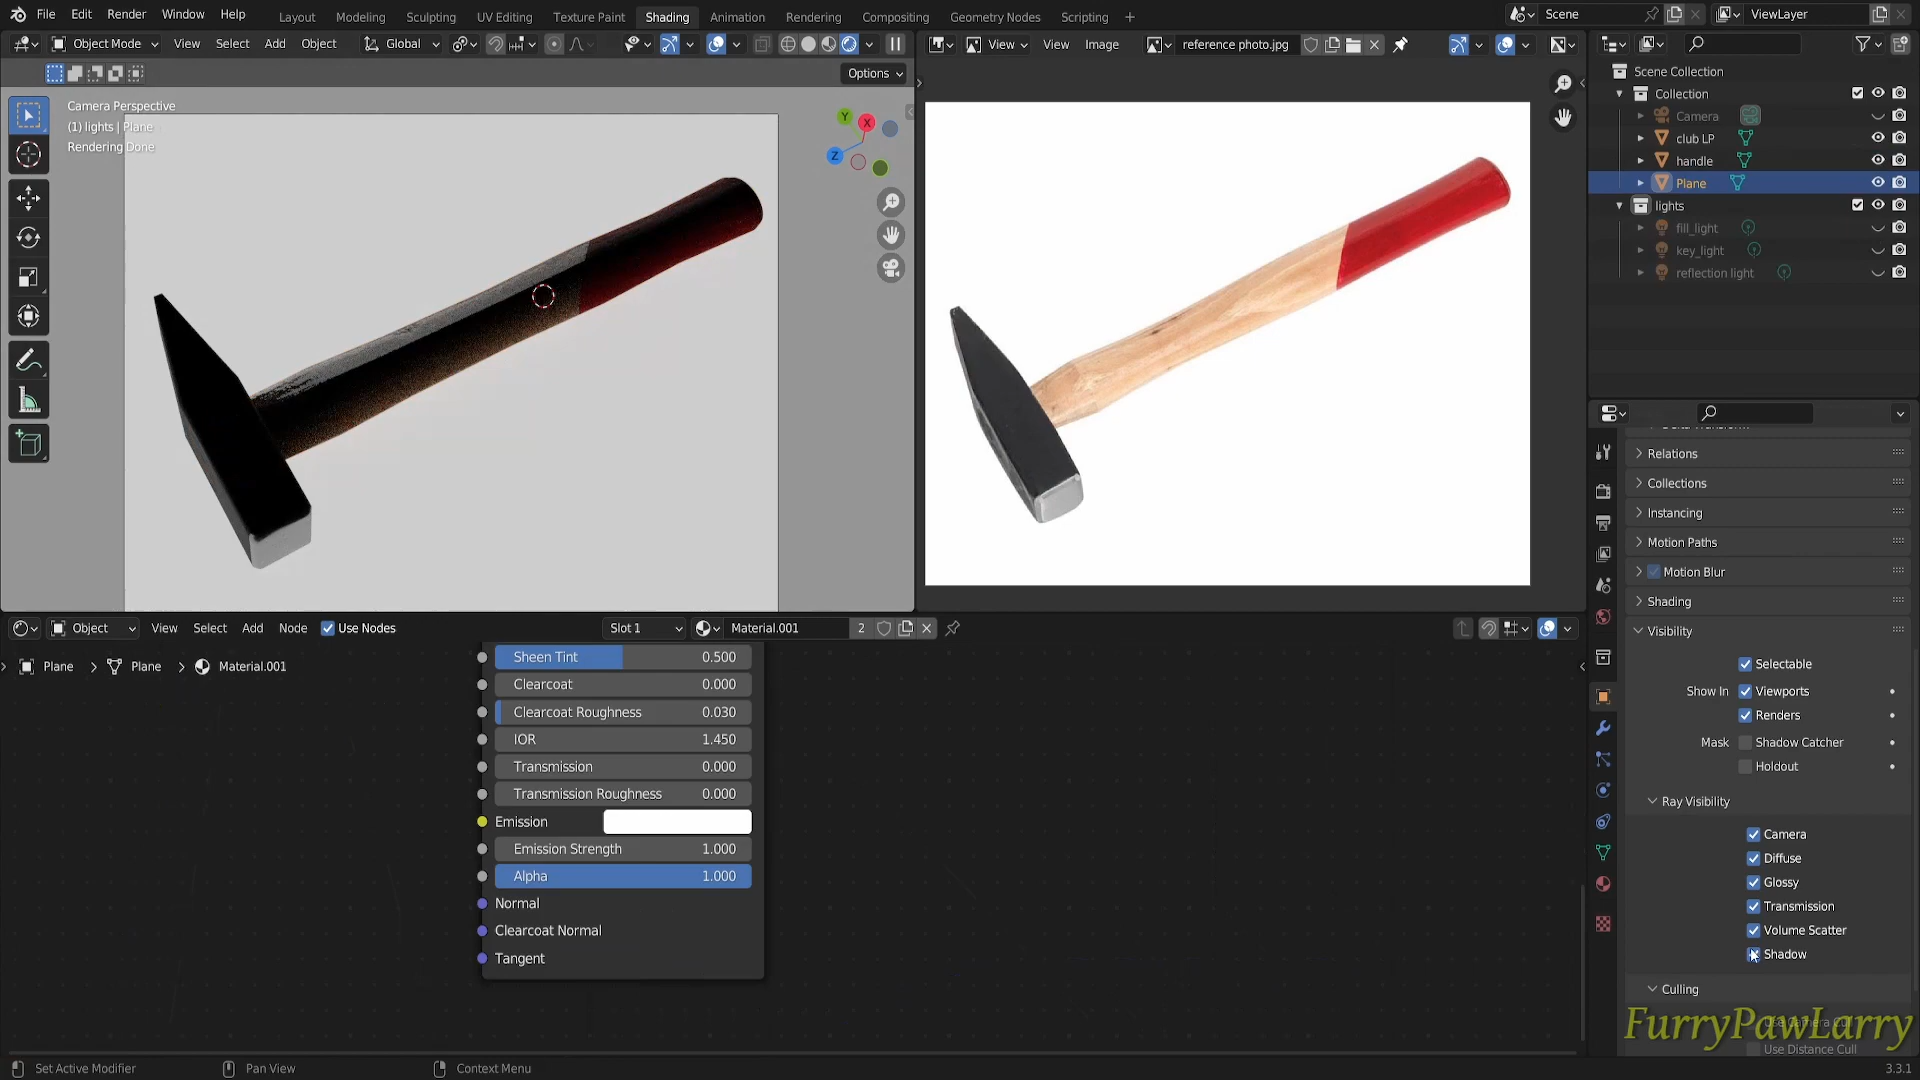 File Edit Render Window Help Layout Modeling Sculpting UV Editing Texture Paint Shading Animation Rendering Compositing Geometry Nodes Scripting + Scene ViewLayer
Object Mode View Select Add Object Global
Options
Camera Perspective
(1) lights | Plane
Rendering Done
Y
X
Z
View View Image reference photo.jpg
Scene Collection
Collection
Camera
club LP
handle
Plane
lights
fill_light
key_light
reflection light
Object View Select Add Node Use Nodes Slot 1 Material.001 2
Plane > Plane > Material.001
Sheen Tint 0.500
Clearcoat 0.000
Clearcoat Roughness 0.030
IOR 1.450
Transmission 0.000
Transmission Roughness 0.000
Emission
Emission Strength 1.000
Alpha 1.000
Normal
Clearcoat Normal
Tangent
Relations
Collections
Instancing
Motion Paths
Motion Blur
Shading
Visibility
Selectable
Show In Viewports
Renders
Mask Shadow Catcher
Holdout
Ray Visibility
Camera
Diffuse
Glossy
Transmission
Volume Scatter
Shadow
Culling
FurryPawLarry
Use Distance Cull
Set Active Modifier Pan View Context Menu 3.3.1